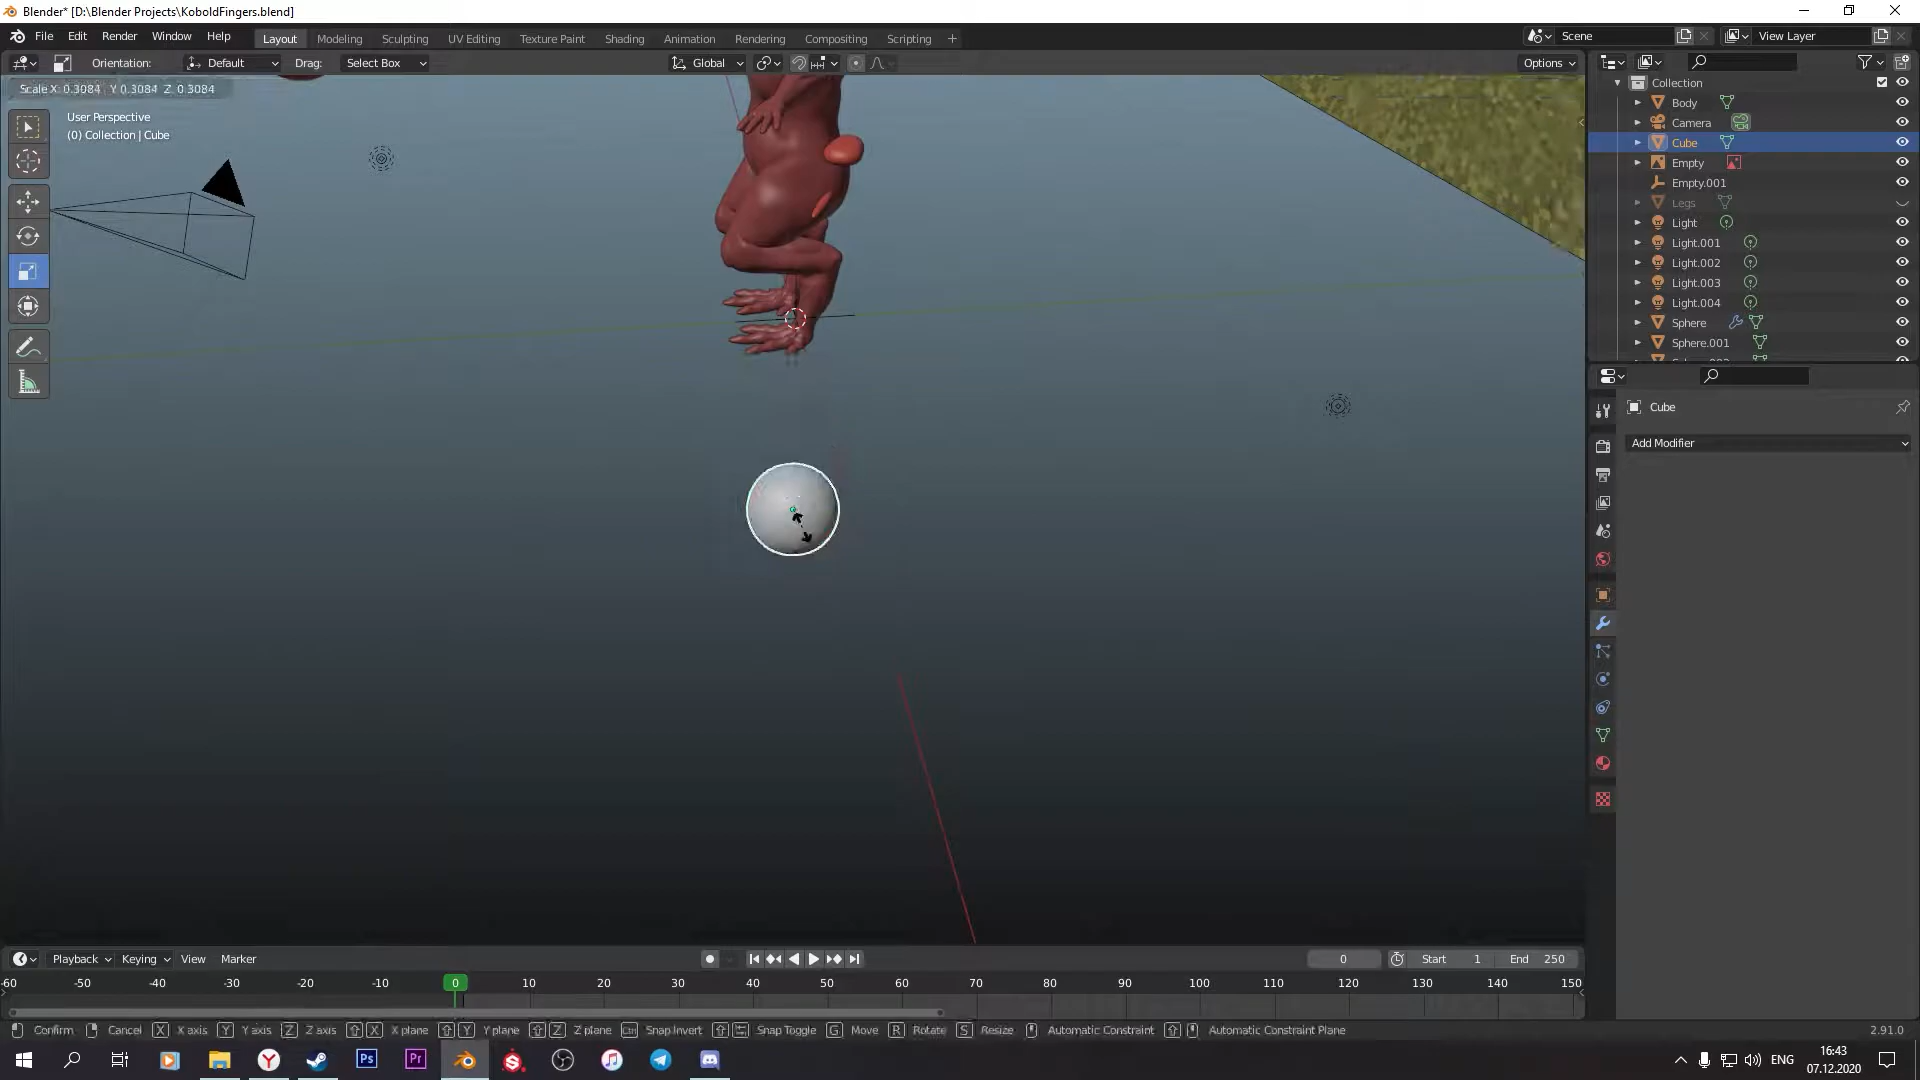 Blender* [D:\Blender Projects\KoboldFingers.blend]
File Edit Render Window Help Layout Modeling Sculpting UV Editing Texture Paint Shading Animation Rendering Compositing Scripting Scene View Layer
Orientation: Default Drag: Select Box Global Options
Scale X: 0.3084 Y: 0.3084 Z: 0.3084
User Perspective
(0) Collection | Cube
Collection
Body
Camera
Cube
Empty
Empty.001
Legs
Light
Light.001
Light.002
Light.003
Light.004
Sphere
Sphere.001
Cube
Add Modifier
Playback Keying View Marker 0 Start 1 End 250
-60 -50 -40 -30 -20 -10 0 10 20 30 40 50 60 70 80 90 100 110 120 130 140 150
Confirm Cancel X X axis Y Y axis Z Z axis X X plane Y Y plane Z Z plane Ctrl Snap Invert Snap Toggle G Move R Rotate S Resize Automatic Constraint Automatic Constraint Plane 2.91.0
Ps Pr ENG 16:43
07.12.2020